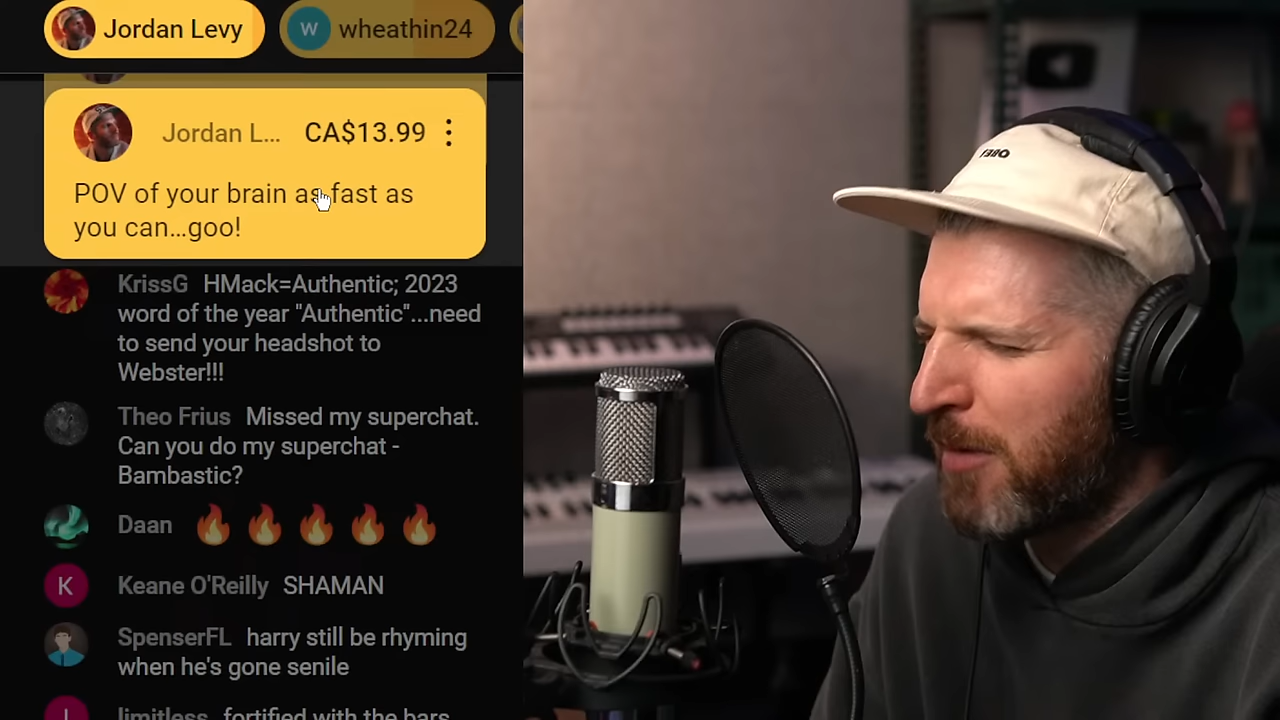 Jordan Levy
W wheathin24
Jordan L... CA$13.99
POV of your brain as fast as
you can...goo!
KrissG HMack=Authentic; 2023
word of the year "Authentic"...need
to send your headshot to
Webster!!!
Theo Frius Missed my superchat.
Can you do my superchat -
Bambastic?
Daan 🔥🔥🔥🔥🔥
K Keane O'Reilly SHAMAN
SpenserFL harry still be rhyming
when he's gone senile
limitless fortified with the bars